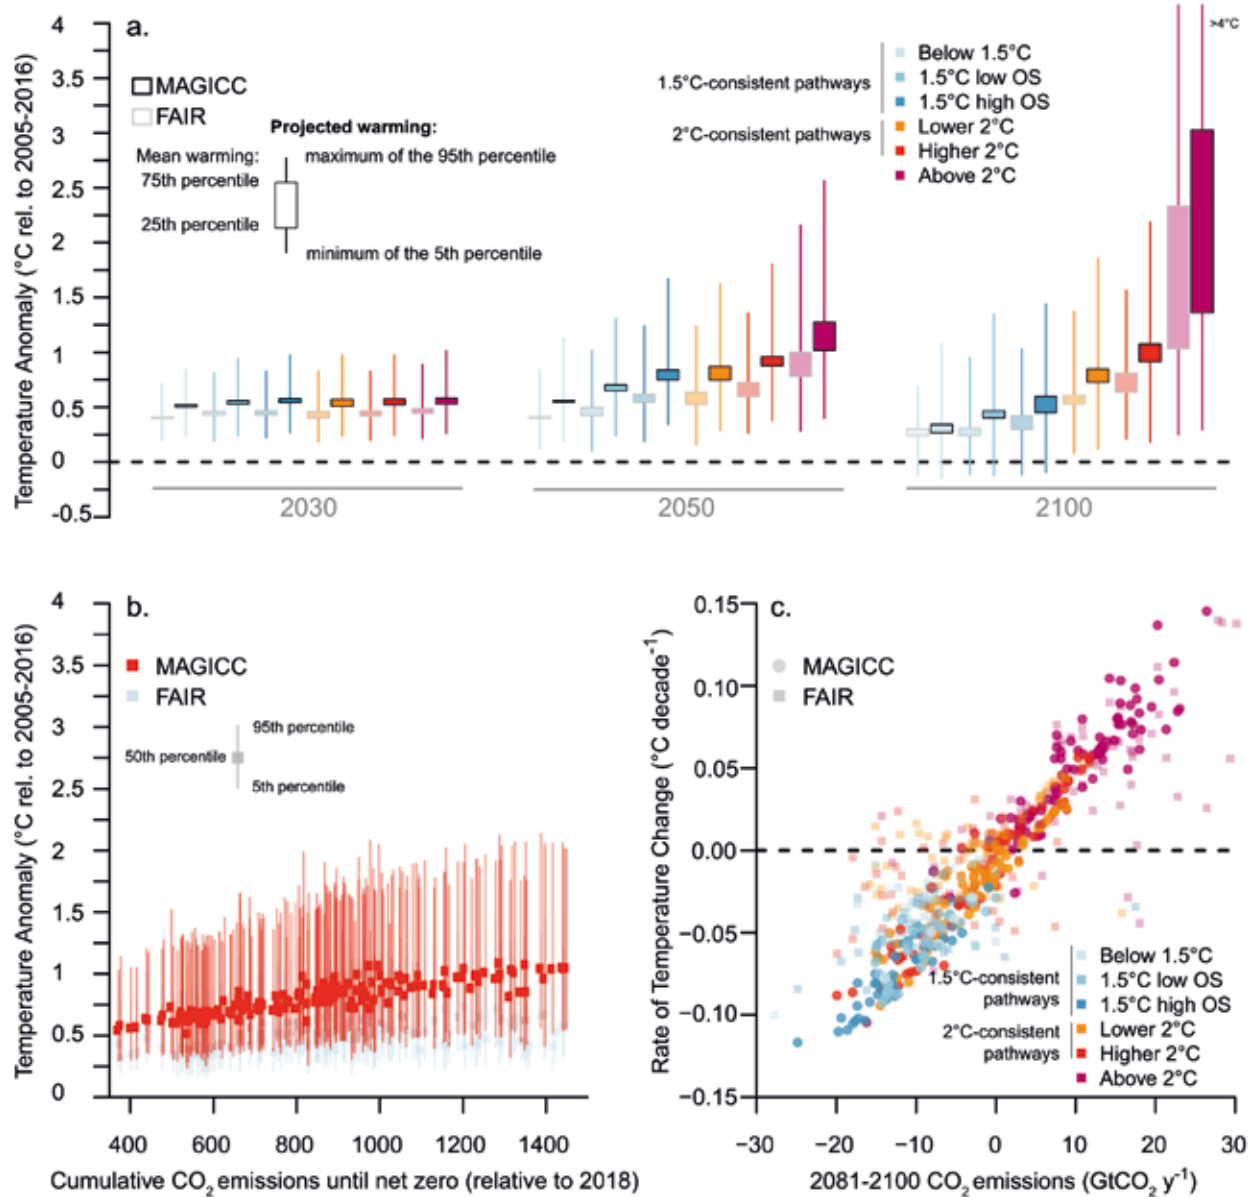 a.
Temperature Anomaly (°C rel. to 2005-2016)
4
3.5
3
2.5
2
1.5
1
0.5
0
-0.5
MAGICC
FAIR
Projected warming:
Mean warming:
maximum of the 95th percentile
75th percentile
25th percentile
minimum of the 5th percentile
1.5°C-consistent pathways
2°C-consistent pathways
Below 1.5°C
1.5°C low OS
1.5°C high OS
Lower 2°C
Higher 2°C
Above 2°C
>4°C
2030
2050
2100
b.
Temperature Anomaly (°C rel. to 2005-2016)
4
3.5
3
2.5
2
1.5
1
0.5
0
MAGICC
FAIR
95th percentile
50th percentile
5th percentile
400
600
800
1000
1200
1400
Cumulative CO₂ emissions until net zero (relative to 2018)
c.
Rate of Temperature Change (°C decade⁻¹)
0.15
0.10
0.05
0.00
−0.05
−0.10
−0.15
MAGICC
FAIR
1.5°C-consistent
pathways
2°C-consistent
pathways
Below 1.5°C
1.5°C low OS
1.5°C high OS
Lower 2°C
Higher 2°C
Above 2°C
−30
−20
−10
0
10
20
30
2081-2100 CO₂ emissions (GtCO₂ y⁻¹)